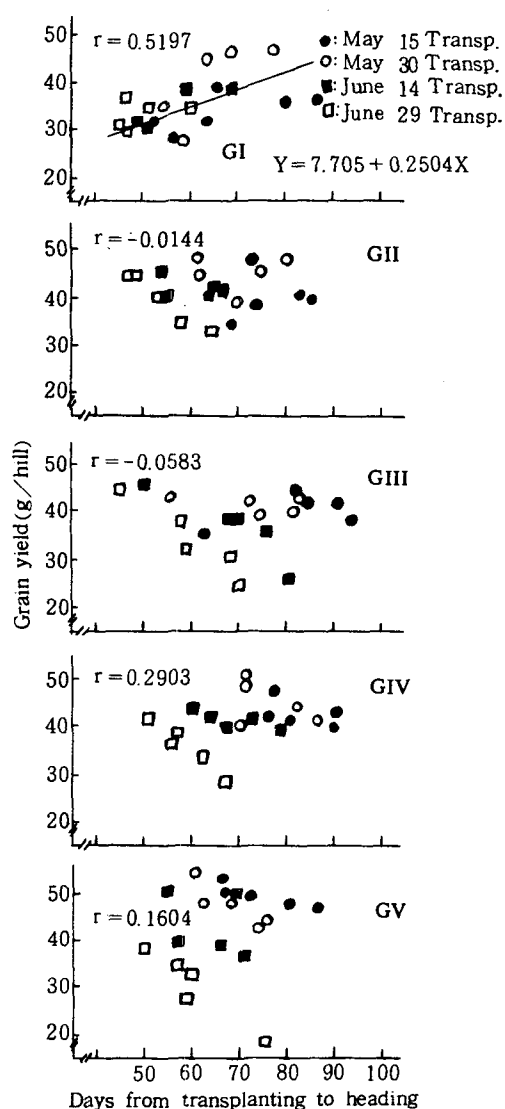 r=0.5197
●:May 15 Transp.
○:May 30 Transp.
■:June 14 Transp.
□:June 29 Transp.
50
40
30
20
GI
Y=7.705+0.2504X
r=-0.0144
GII
50
40
30
20
r=-0.0583
GIII
50
40
30
20
Grain yield(g/hill)
r=0.2903
GIV
50
40
30
20
r=0.1604
GV
50
40
30
20
50 60 70 80 90 100
Days from transplanting to heading